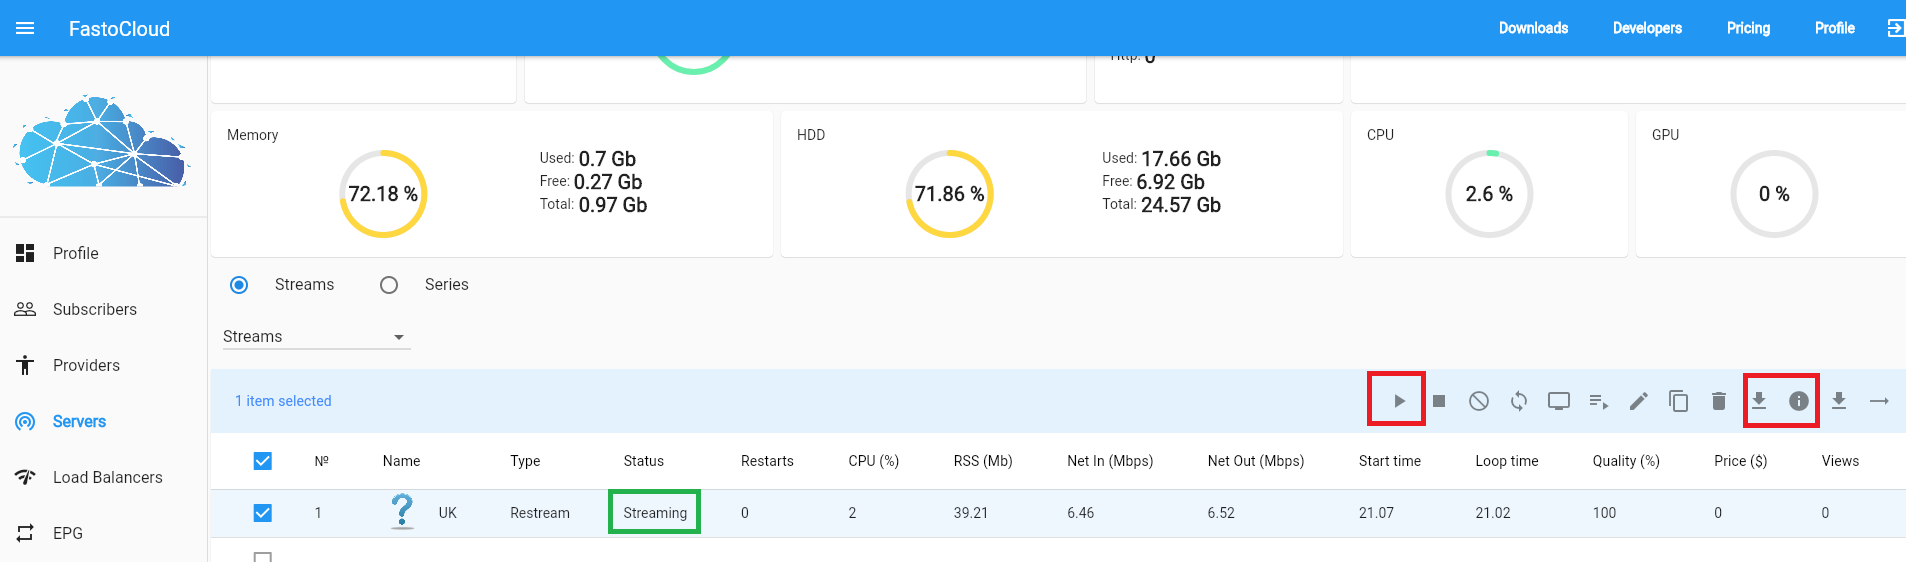 FastoCloud
Downloads
Developers
Pricing
Profile
Http: 0
Memory
72.18 %
Used: 0.7 Gb
Free: 0.27 Gb
Total: 0.97 Gb
HDD
71.86 %
Used: 17.66 Gb
Free: 6.92 Gb
Total: 24.57 Gb
CPU
2.6 %
GPU
0 %
Profile
Subscribers
Providers
Servers
Load Balancers
EPG
Streams
Series
Streams
1 item selected
№ Name Type Status Restarts CPU (%) RSS (Mb) Net In (Mbps) Net Out (Mbps) Start time Loop time Quality (%) Price ($) Views
1 UK Restream Streaming 0 2 39.21 6.46 6.52 21.07 21.02 100 0 0